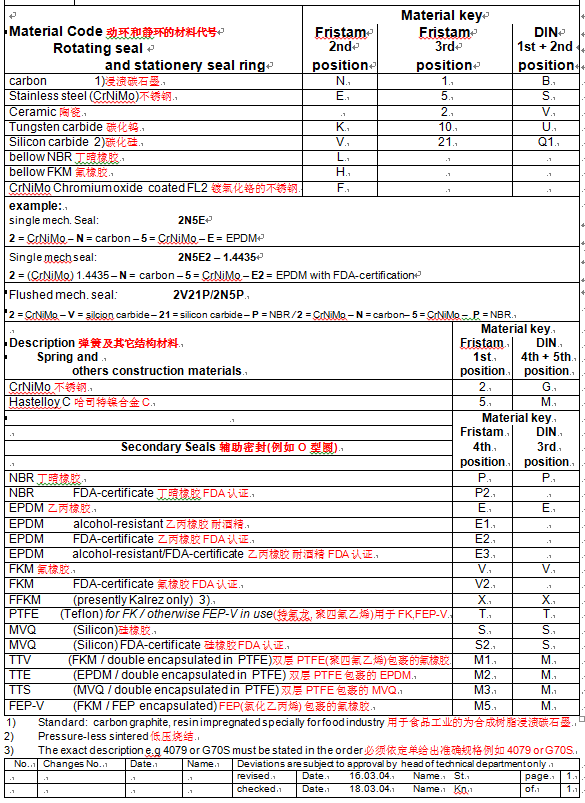 Material key
Material Code 动环和静环的材料代号 Fristam Fristam DIN
Rotating seal 2nd 3rd 1st + 2nd
and stationery seal ring position position position
carbon 1)浸渍碳石墨 N 1 B
Stainless steel (CrNiMo)不锈钢 E 5 S
Ceramic 陶瓷 2 V
Tungsten carbide 碳化钨 K 10 U
Silicon carbide 2)碳化硅 V 21 Q1
bellow NBR 丁晴橡胶 L
bellow FKM 氟橡胶 H
CrNiMo Chromiumoxide coated FL2 镀氧化铬的不锈钢 F
example:
single mech. Seal: 2N5E
2 = CrNiMo – N = carbon – 5 = CrNiMo – E = EPDM
Single mech seal: 2N5E2 – 1.4435
2 = (CrNiMo) 1.4435 – N = carbon – 5 = CrNiMo – E2 = EPDM with FDA-certification
Flushed mech. seal: 2V21P/2N5P
2 = CrNiMo – V = silcion carbide – 21 = silicon carbide – P = NBR / 2 = CrNiMo – N = carbon – 5 = CrNiMo – P = NBR
Material key
Description 弹簧及其它结构材料 Fristam DIN
Spring and 1st 4th + 5th
others construction materials position position
CrNiMo 不锈钢 2 G
Hastelloy C 哈司特镍合金 C 5 M
Material key
Fristam DIN
Secondary Seals 辅助密封(例如 O 型圈) 4th 3rd
position position
NBR 丁晴橡胶 P P
NBR FDA-certificate 丁晴橡胶 FDA 认证 P2
EPDM 乙丙橡胶 E E
EPDM alcohol-resistant 乙丙橡胶 耐酒精 E1
EPDM FDA-certificate 乙丙橡胶 FDA 认证 E2
EPDM alcohol-resistant/FDA-certificate 乙丙橡胶 耐酒精 FDA 认证 E3
FKM 氟橡胶 V V
FKM FDA-certificate 氟橡胶 FDA 认证 V2
FFKM (presently Kalrez only) 3) X X
PTFE (Teflon) for FK / otherwise FEP-V in use(特氟龙, 聚四氟乙烯)用于 FK,FEP-V T T
MVQ (Silicon)硅橡胶 S S
MVQ (Silicon) FDA-certificate 硅橡胶 FDA 认证 S2 S
TTV (FKM / double encapsulated in PTFE)双层 PTFE(聚四氟乙烯)包裹的氟橡胶 M1 M
TTE (EPDM / double encapsulated in PTFE)双层 PTFE 包裹的 EPDM M2 M
TTS (MVQ / double encapsulated in PTFE) 双层 PTFE 包裹的 MVQ M3 M
FEP-V (FKM / FEP encapsulated) FEP(氯化乙丙烯)包裹的氟橡胶 M5 M
1) Standard: carbon graphite, resin impregnated specially for food industry 用于食品工业的为合成树脂浸渍碳石墨
2) Pressure-less sintered 低压烧结
3) The exact description e.g 4079 or G70S must be stated in the order 必须依定单给出准确规格例如 4079 or G70S
No. Changes No. Date Name Deviations are subject to approval by head of technical department only
revised Date 16.03.04 Name St. page 1
checked Date 18.03.04 Name Kn of 1